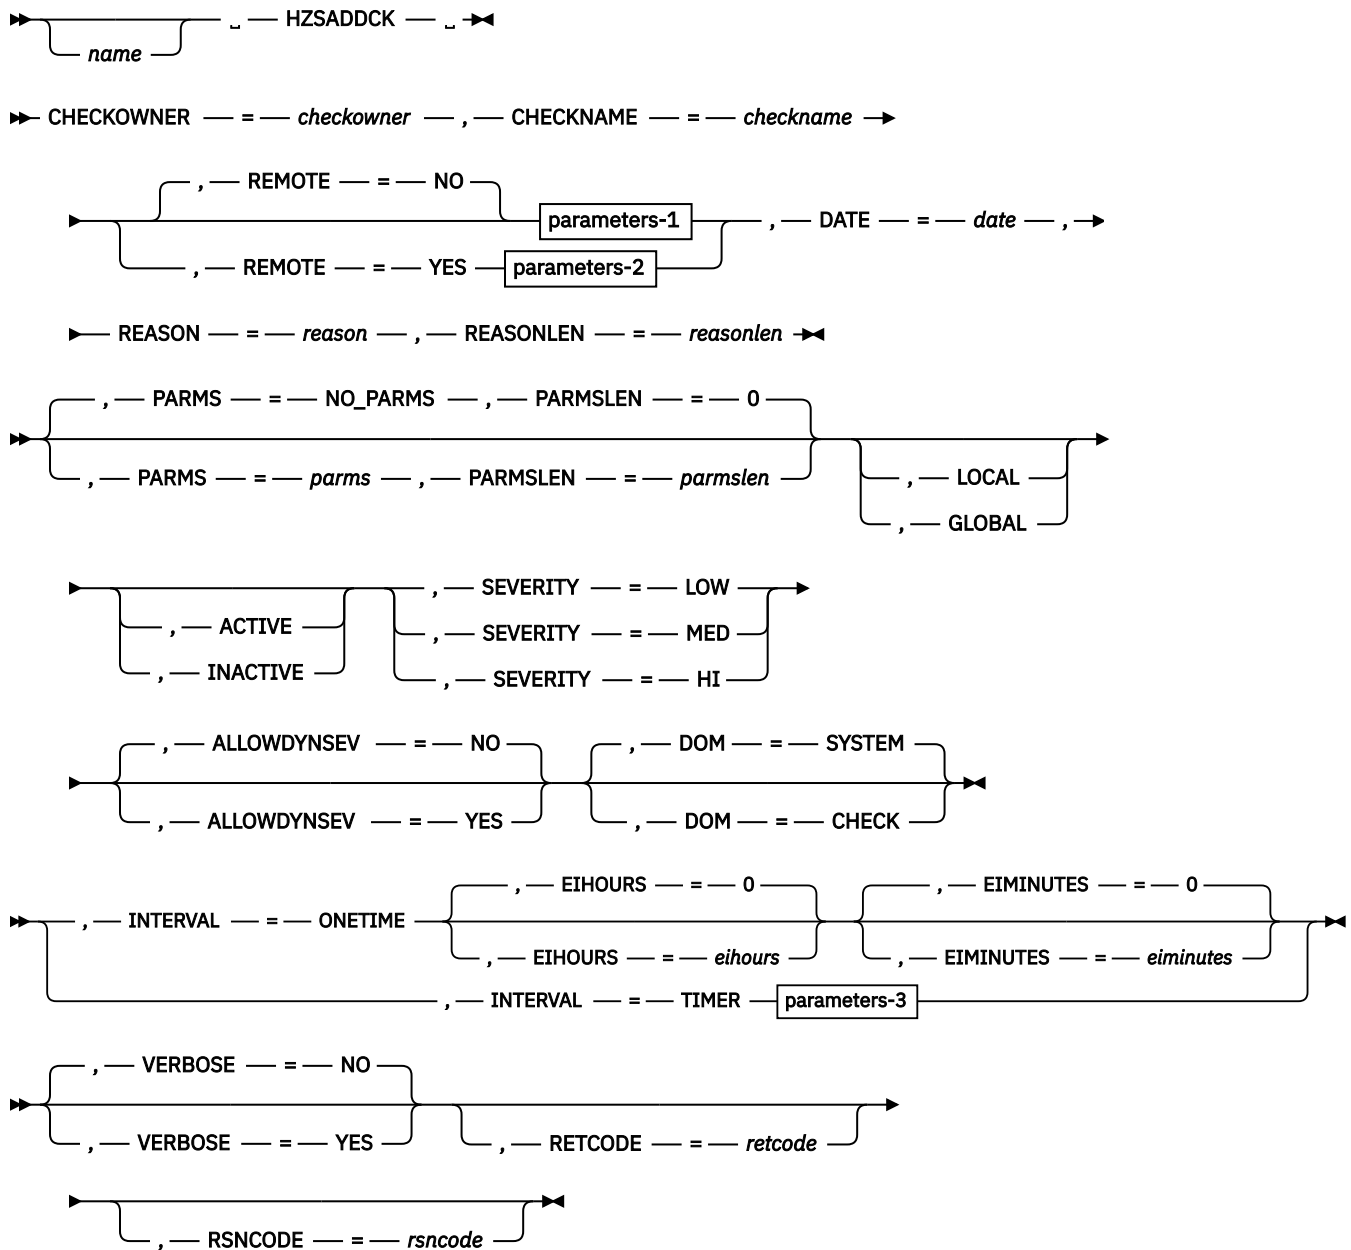 ␣ HZSADDCK ␣
name
CHECKOWNER = checkowner , CHECKNAME = checkname
, REMOTE = NO
parameters-1 , DATE = date ,
, REMOTE = YES parameters-2
REASON = reason , REASONLEN = reasonlen
, PARMS = NO_PARMS , PARMSLEN = 0
, PARMS = parms , PARMSLEN = parmslen , LOCAL
, GLOBAL
, SEVERITY = LOW
, ACTIVE , SEVERITY = MED
, INACTIVE , SEVERITY = HI
, ALLOWDYNSEV = NO , DOM = SYSTEM
, ALLOWDYNSEV = YES , DOM = CHECK
, EIHOURS = 0 , EIMINUTES = 0
, INTERVAL = ONETIME
, EIHOURS = eihours , EIMINUTES = eiminutes
, INTERVAL = TIMER parameters-3
, VERBOSE = NO
, VERBOSE = YES , RETCODE = retcode
, RSNCODE = rsncode